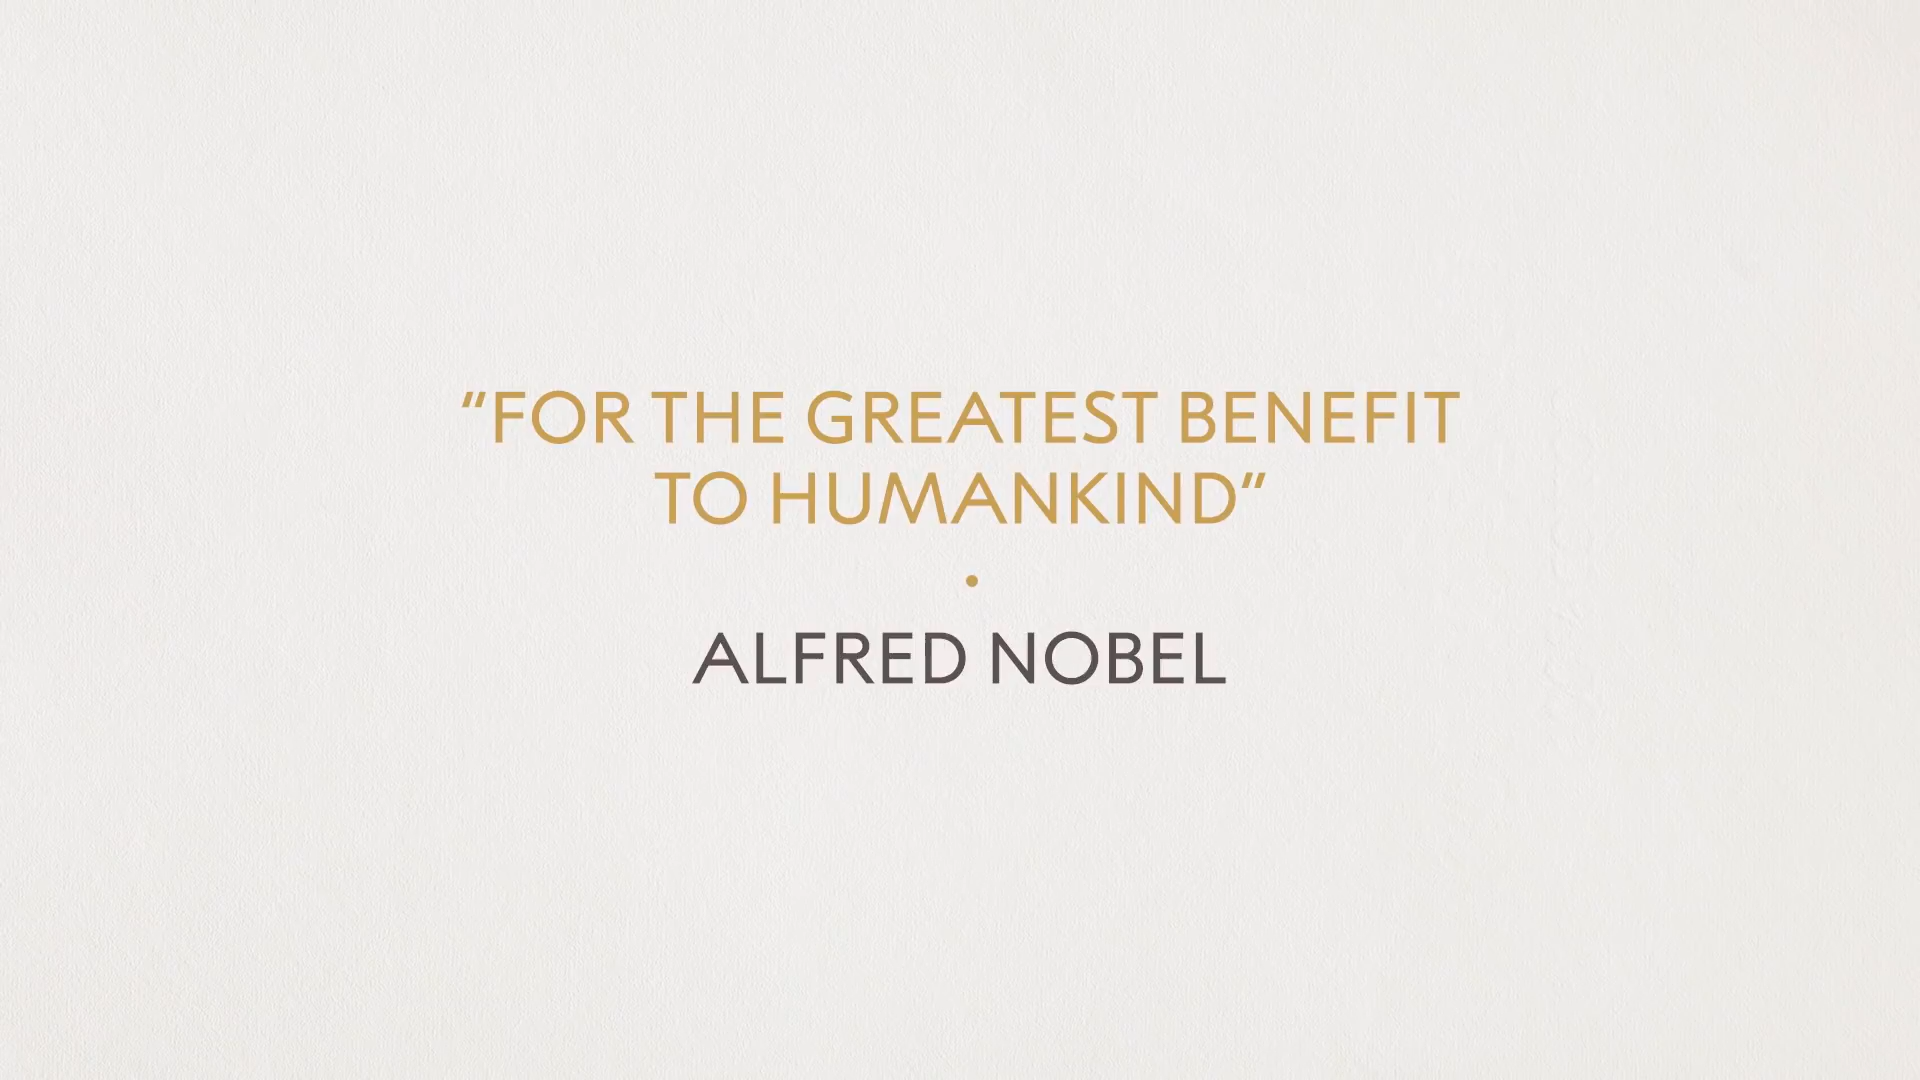 "FOR THE GREATEST BENEFIT
TO HUMANKIND"
•
ALFRED NOBEL